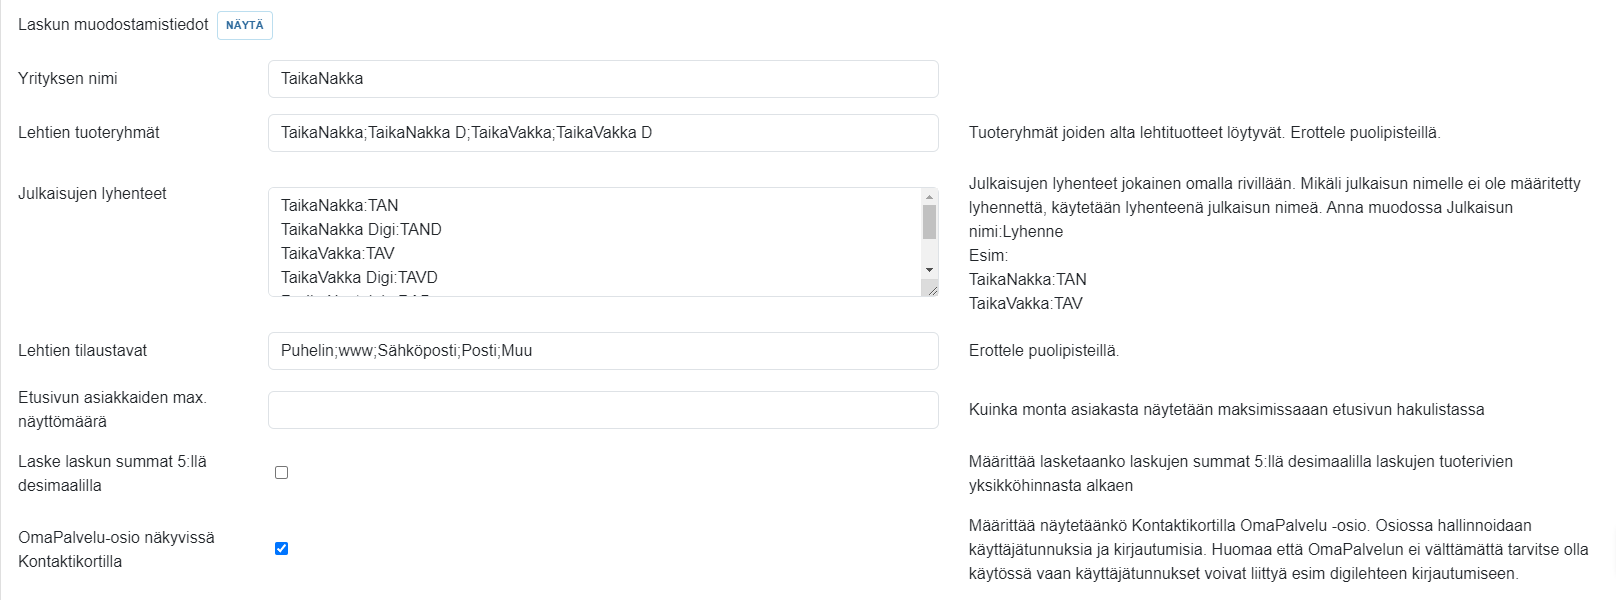 Laskun muodostamistiedot NÄYTÄ
Yrityksen nimi
TaikaNakka
Lehtien tuoteryhmät
TaikaNakka;TaikaNakka D;TaikaVakka;TaikaVakka D
Tuoteryhmät joiden alta lehtituotteet löytyvät. Erottele puolipisteillä.
Julkaisujen lyhenteet
TaikaNakka:TAN
TaikaNakka Digi:TAND
TaikaVakka:TAV
TaikaVakka Digi:TAVD
Julkaisujen lyhenteet jokainen omalla rivillään. Mikäli julkaisun nimelle ei ole määritetty
lyhennettä, käytetään lyhenteenä julkaisun nimeä. Anna muodossa Julkaisun
nimi:Lyhenne
Esim:
TaikaNakka:TAN
TaikaVakka:TAV
Lehtien tilaustavat
Puhelin;www;Sähköposti;Posti;Muu
Erottele puolipisteillä.
Etusivun asiakkaiden max.
näyttömäärä
Kuinka monta asiakasta näytetään maksimissaaan etusivun hakulistassa
Laske laskun summat 5:llä
desimaalilla
Määrittää lasketaanko laskujen summat 5:llä desimaalilla laskujen tuoterivien
yksikköhinnasta alkaen
OmaPalvelu-osio näkyvissä
Kontaktikortilla
Määrittää näytetäänkö Kontaktikortilla OmaPalvelu -osio. Osiossa hallinnoidaan
käyttäjätunnuksia ja kirjautumisia. Huomaa että OmaPalvelun ei välttämättä tarvitse olla
käytössä vaan käyttäjätunnukset voivat liittyä esim digilehteen kirjautumiseen.